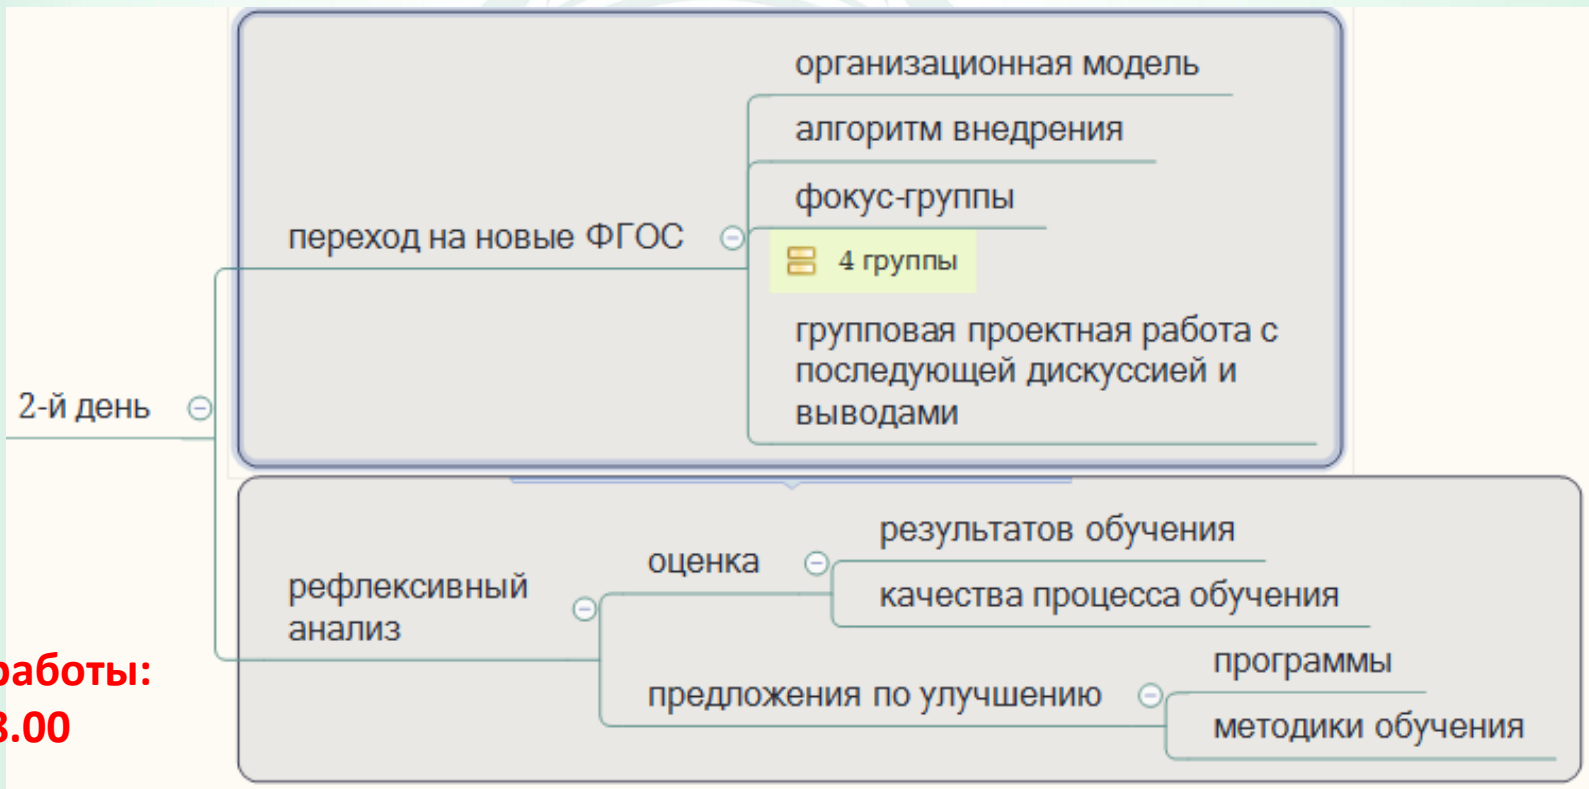 организационная модель
алгоритм внедрения
фокус-группы
переход на новые ФГОС
4 группы
групповая проектная работа с
последующей дискуссией и
выводами
2-й день
результатов обучения
оценка
качества процесса обучения
рефлексивный
анализ
программы
предложения по улучшению
методики обучения
работы:
.00